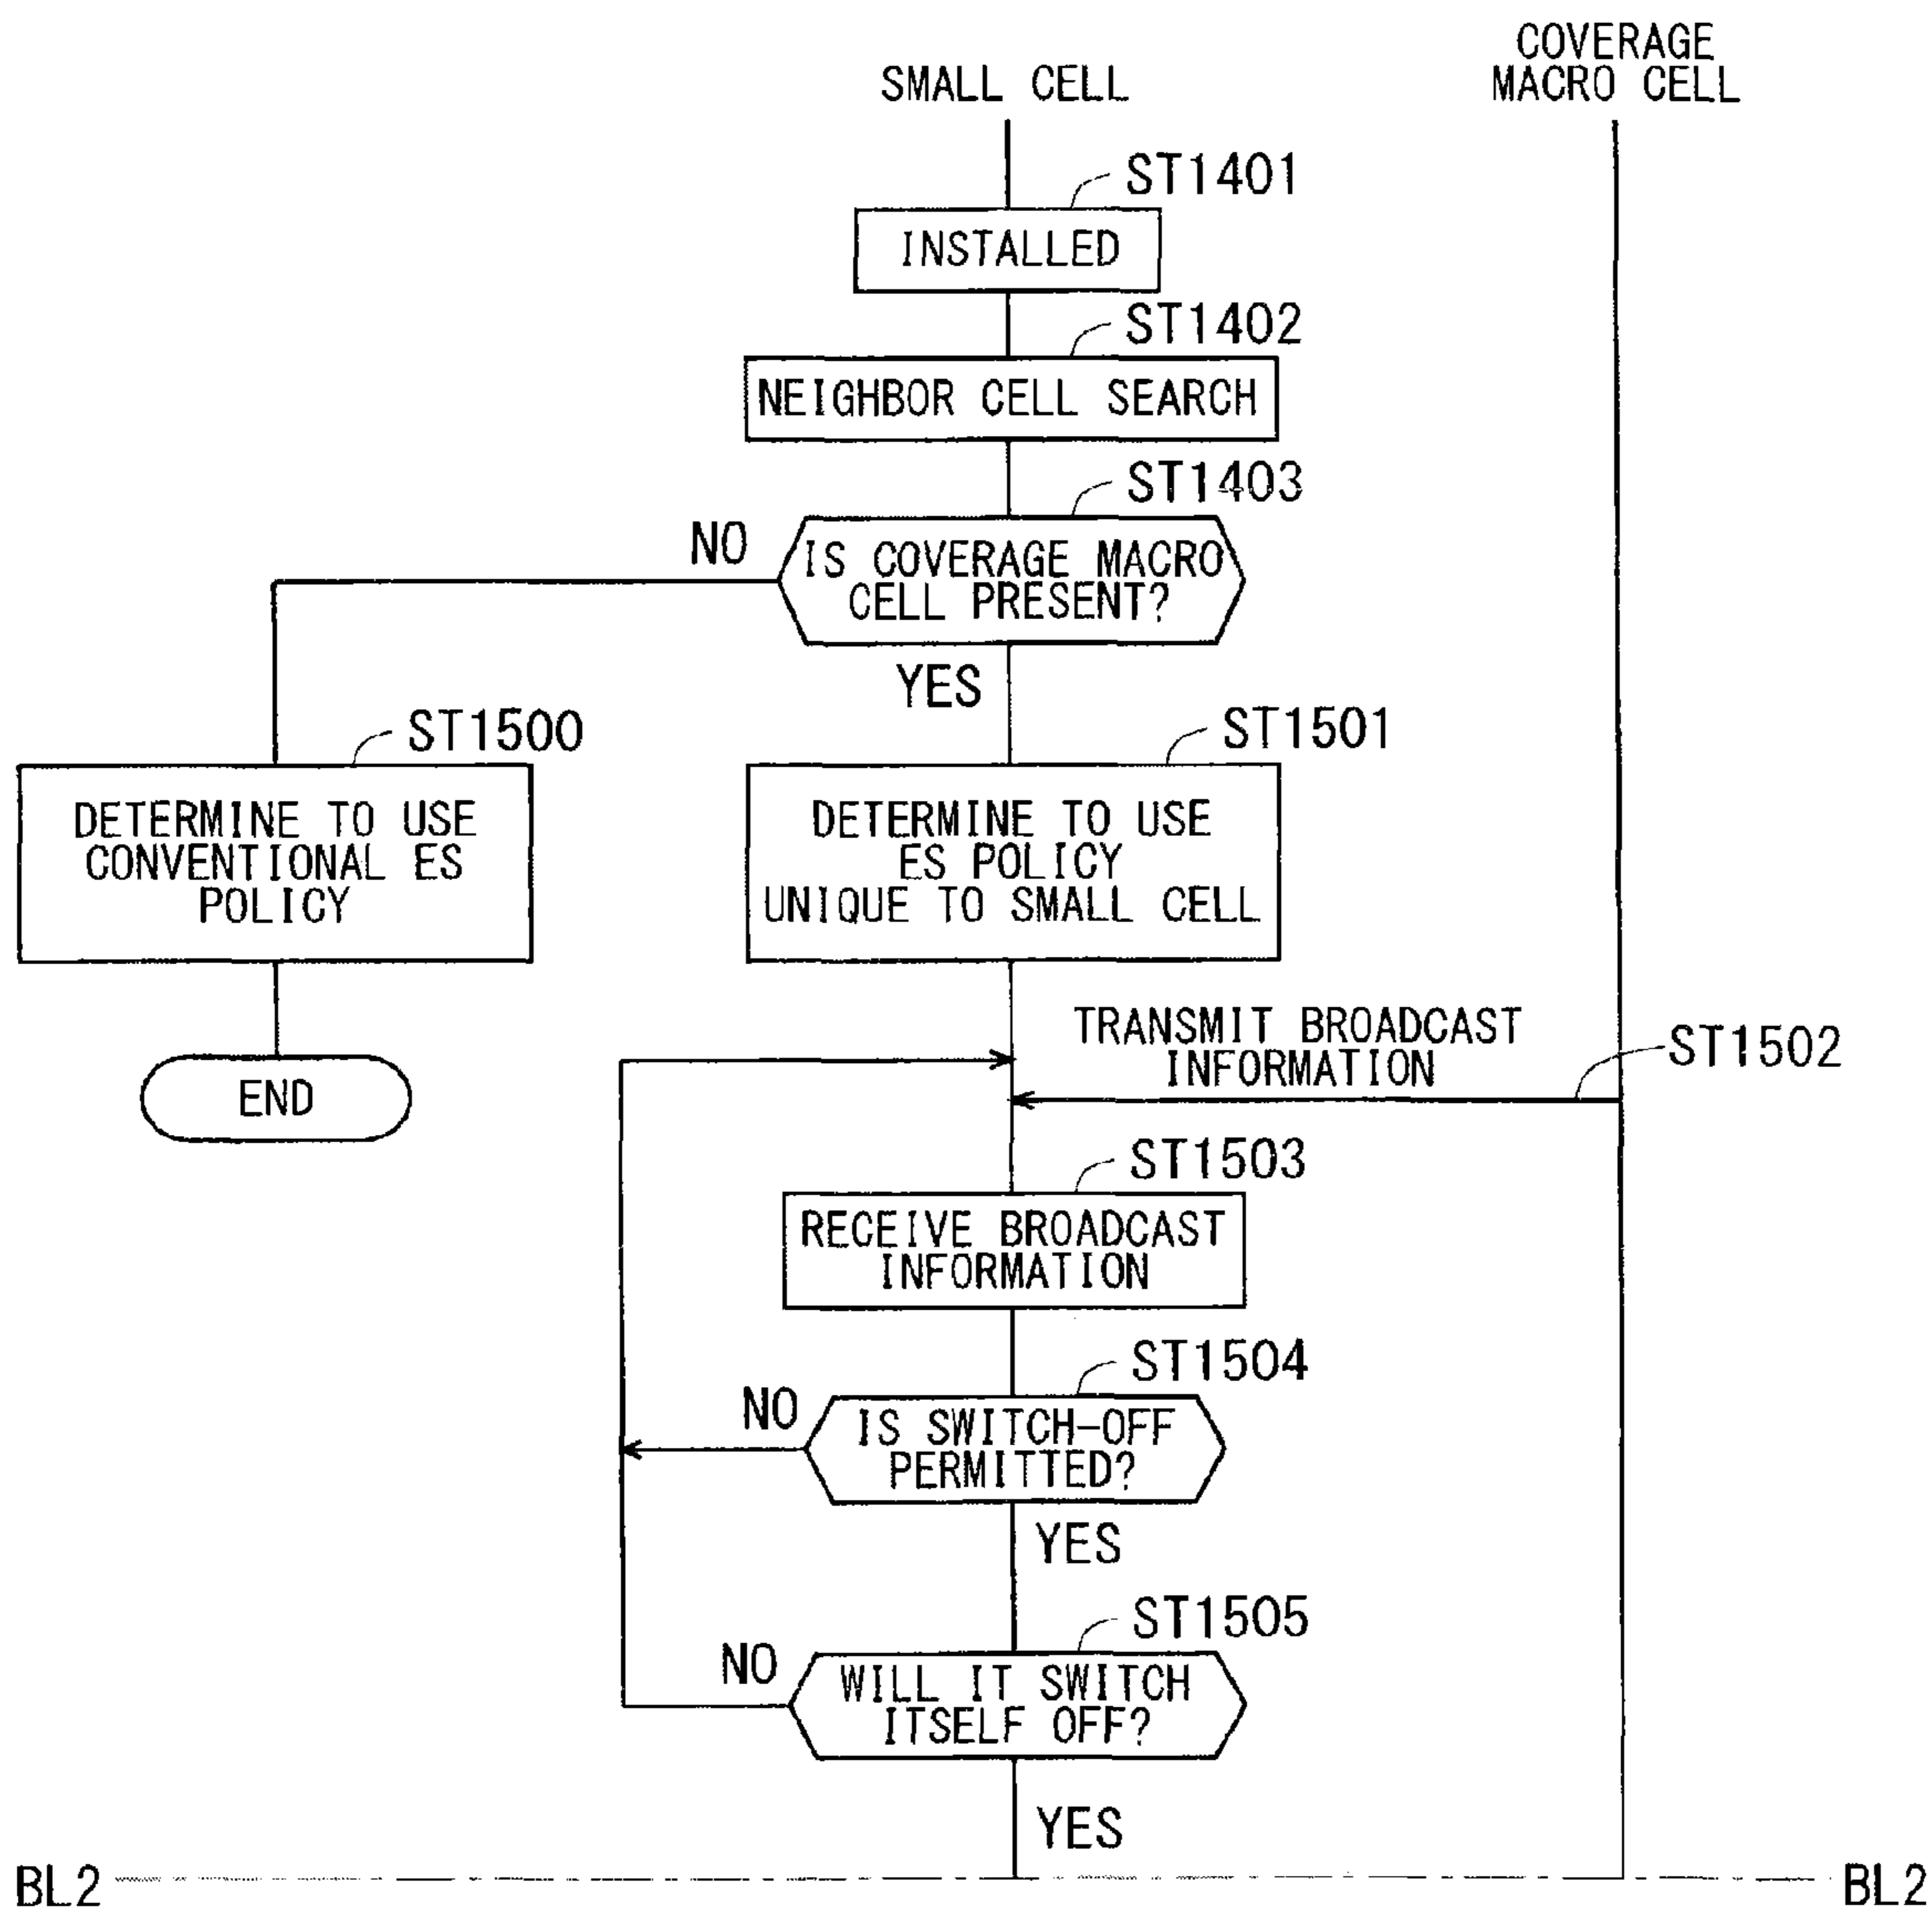 COVERAGE
MACRO CELL
SMALL CELL
ST1401
INSTALLED
ST1402
NEIGHBOR CELL SEARCH
ST1403
NO
IS COVERAGE MACRO
CELL PRESENT?
YES
ST1500
DETERMINE TO USE
CONVENTIONAL ES
POLICY
END
ST1501
DETERMINE TO USE
ES POLICY
UNIQUE TO SMALL CELL
TRANSMIT BROADCAST
INFORMATION
ST1502
ST1503
RECEIVE BROADCAST
INFORMATION
ST1504
NO
IS SWITCH-OFF
PERMITTED?
YES
ST1505
NO
WILL IT SWITCH
ITSELF OFF?
YES
BL2
BL2